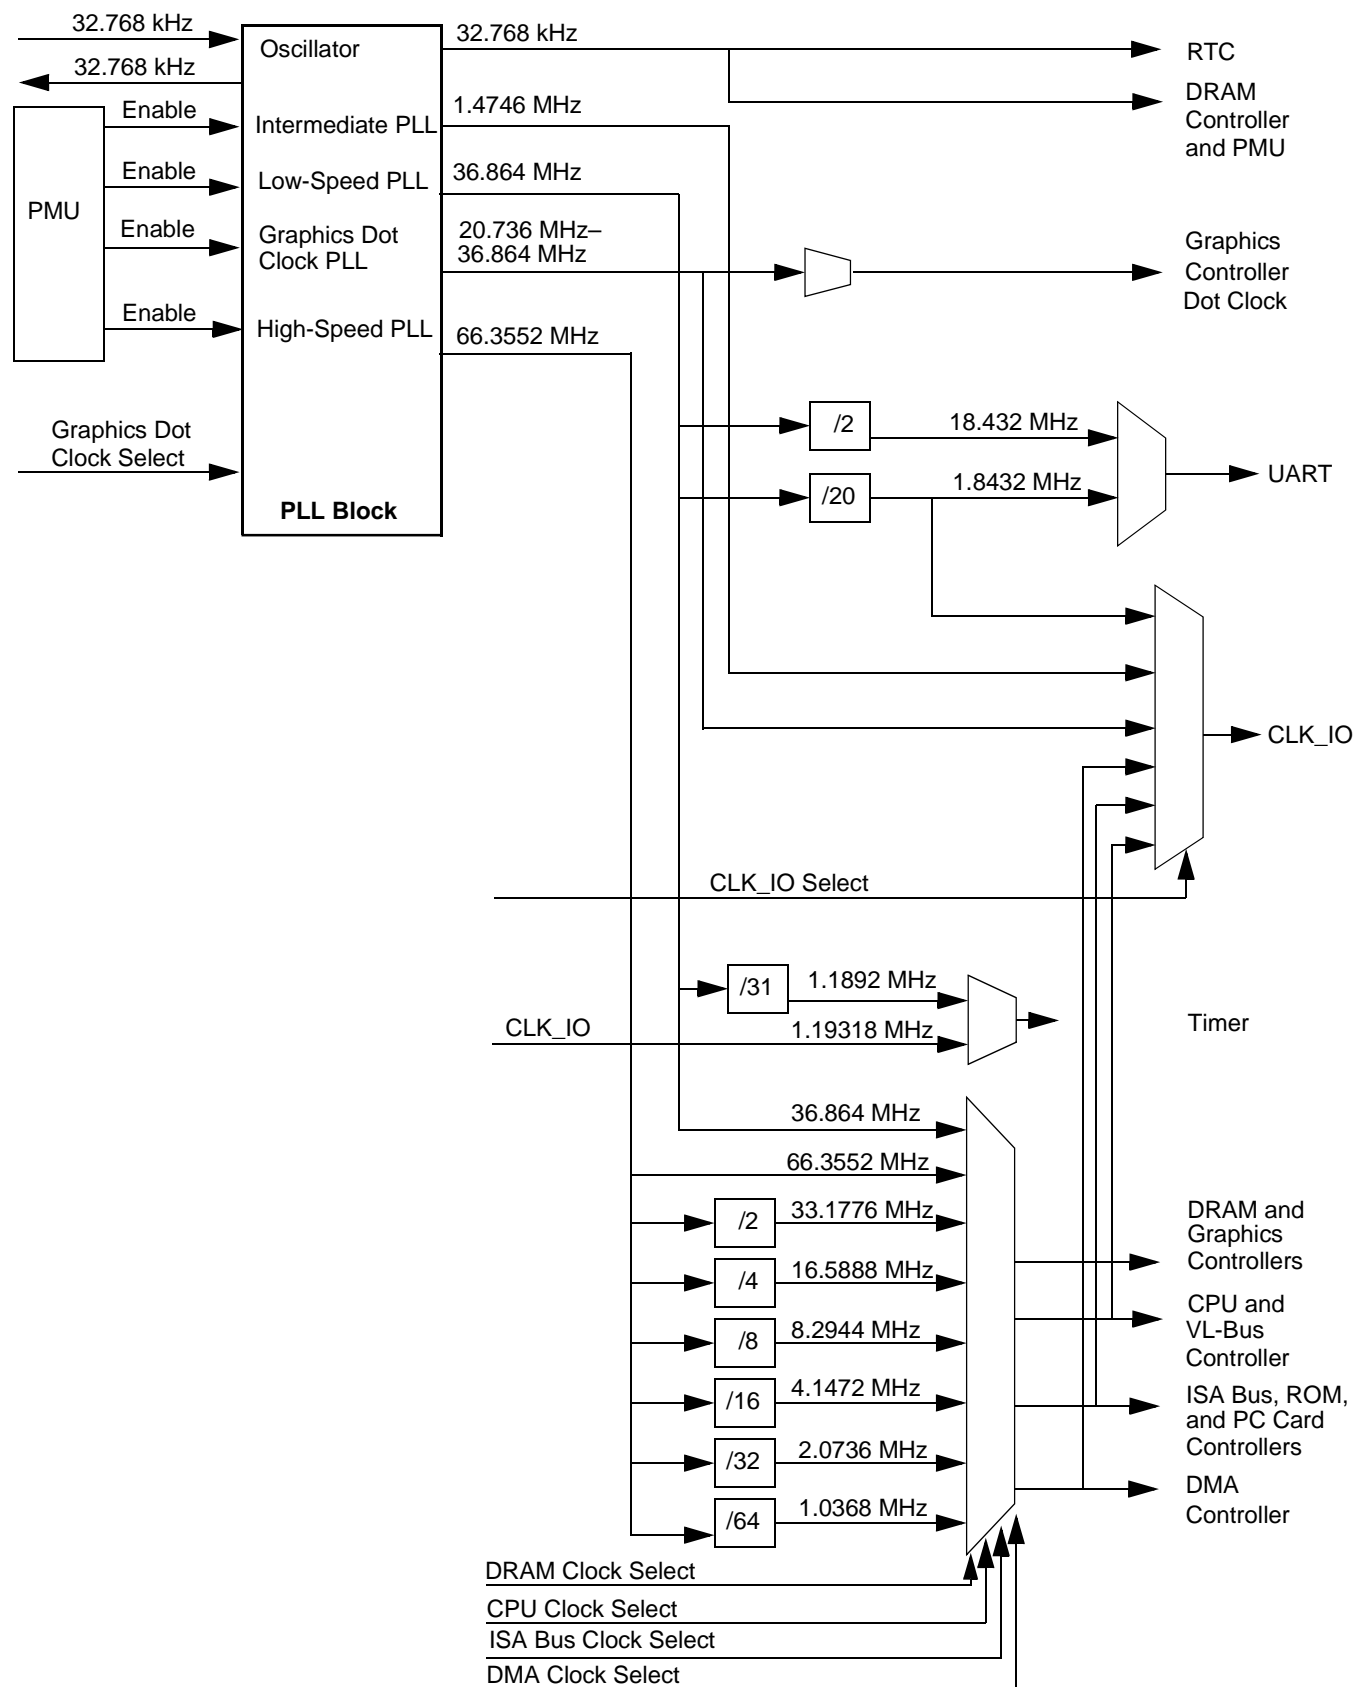 32.768 kHz
32.768 kHz
PMU
Enable
Enable
Enable
Enable
Graphics Dot
Clock Select
Oscillator
Intermediate PLL
Low-Speed PLL
Graphics Dot
Clock PLL
High-Speed PLL
PLL Block
32.768 kHz
1.4746 MHz
36.864 MHz
20.736 MHz–
36.864 MHz
66.3552 MHz
RTC
DRAM
Controller
and PMU
Graphics
Controller
Dot Clock
/2
18.432 MHz
/20
1.8432 MHz
UART
CLK_IO
CLK_IO Select
/31
1.1892 MHz
CLK_IO
1.19318 MHz
Timer
36.864 MHz
66.3552 MHz
/2
33.1776 MHz
/4
16.5888 MHz
/8
8.2944 MHz
/16
4.1472 MHz
/32
2.0736 MHz
/64
1.0368 MHz
DRAM and
Graphics
Controllers
CPU and
VL-Bus
Controller
ISA Bus, ROM,
and PC Card
Controllers
DMA
Controller
DRAM Clock Select
CPU Clock Select
ISA Bus Clock Select
DMA Clock Select